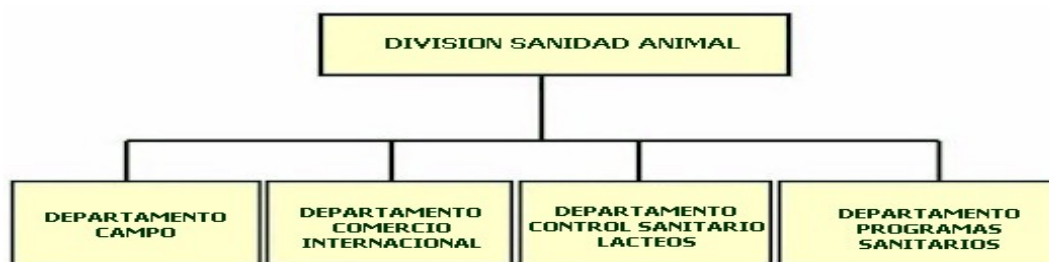 DIVISION SANIDAD ANIMAL
DEPARTAMENTO
CAMPO
DEPARTAMENTO
COMERCIO
INTERNACIONAL
DEPARTAMENTO
CONTROL SANITARIO
LACTEOS
DEPARTAMENTO
PROGRAMAS
SANITARIOS